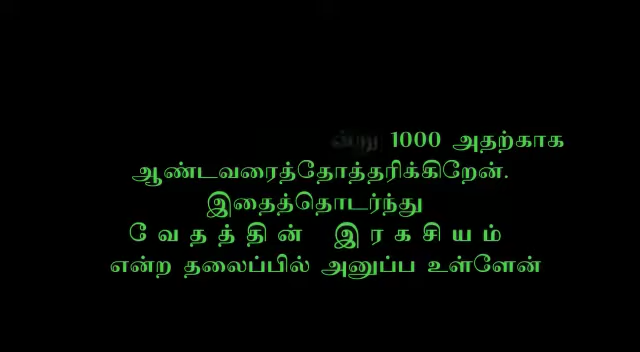 1000 அதற்காக
ஆண்டவரைத்தோத்தரிக்கிறேன்.
இதைத்தொடர்ந்து
வேதத்தின் இரகசியம்
என்ற தலைப்பில் அனுப்ப உள்ளேன்